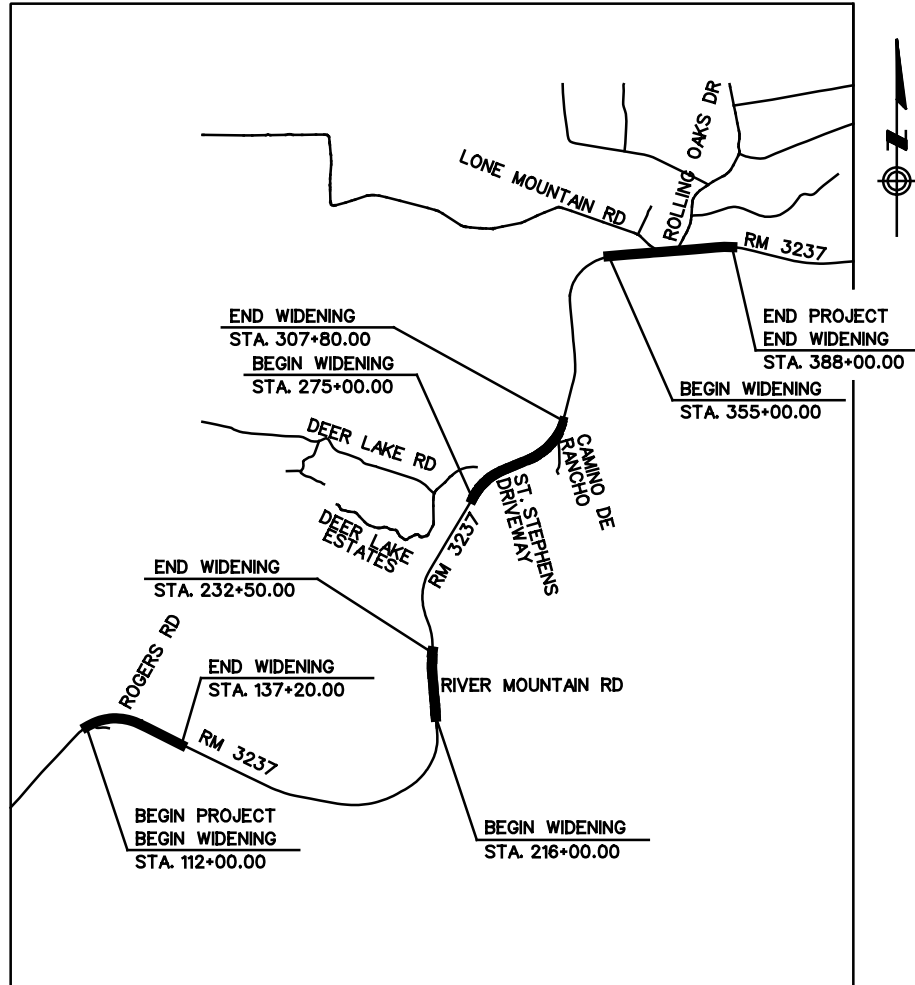 ROLLING OAKS DR
LONE MOUNTAIN RD
N
RM 3237
END WIDENING
STA. 307+80.00
END PROJECT
END WIDENING
STA. 388+00.00
BEGIN WIDENING
STA. 275+00.00
BEGIN WIDENING
STA. 355+00.00
DEER LAKE RD
CAMINO DE
RANCHO
ST. STEPHENS
DRIVEWAY
DEER LAKE
ESTATES
RM 3237
END WIDENING
STA. 232+50.00
ROGERS RD
END WIDENING
STA. 137+20.00
RIVER MOUNTAIN RD
RM 3237
BEGIN PROJECT
BEGIN WIDENING
STA. 112+00.00
BEGIN WIDENING
STA. 216+00.00